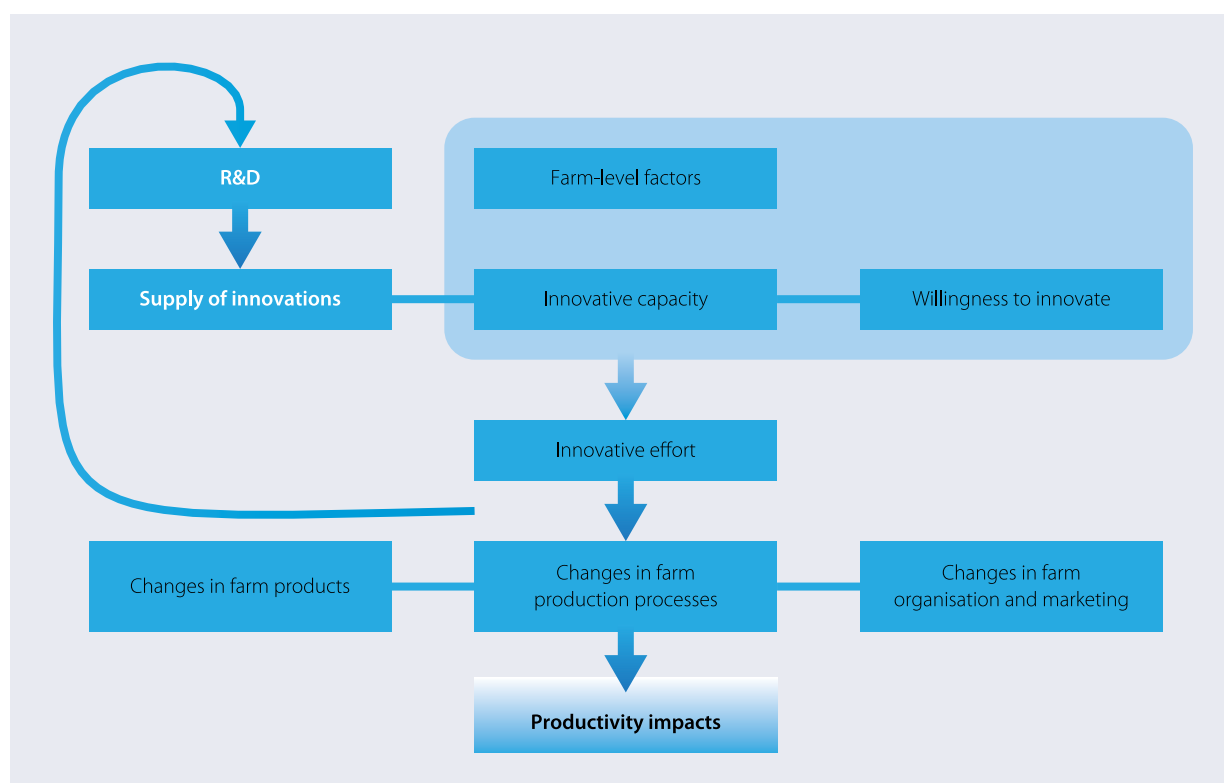 R&D
Farm-level factors
Supply of innovations
Innovative capacity
Willingness to innovate
Innovative effort
Changes in farm products
Changes in farm
production processes
Changes in farm
organisation and marketing
Productivity impacts